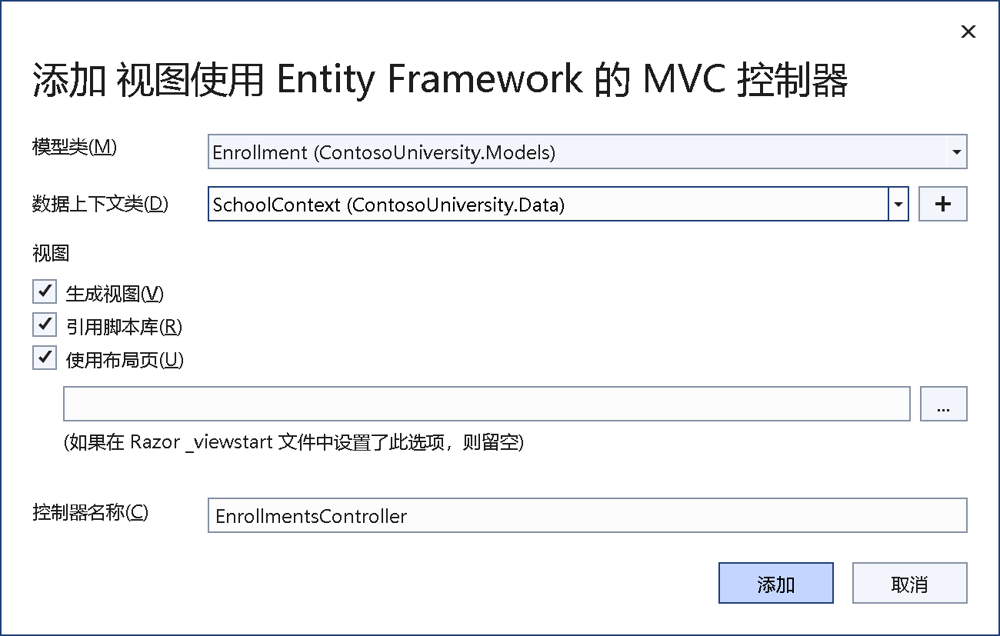 添加 视图使用 Entity Framework 的 MVC 控制器
模型类(M)
Enrollment (ContosoUniversity.Models)
数据上下文类(D)
SchoolContext (ContosoUniversity.Data)
+
视图
生成视图(V)
引用脚本库(R)
使用布局页(U)
...
(如果在 Razor _viewstart 文件中设置了此选项，则留空)
控制器名称(C)
EnrollmentsController
添加
取消